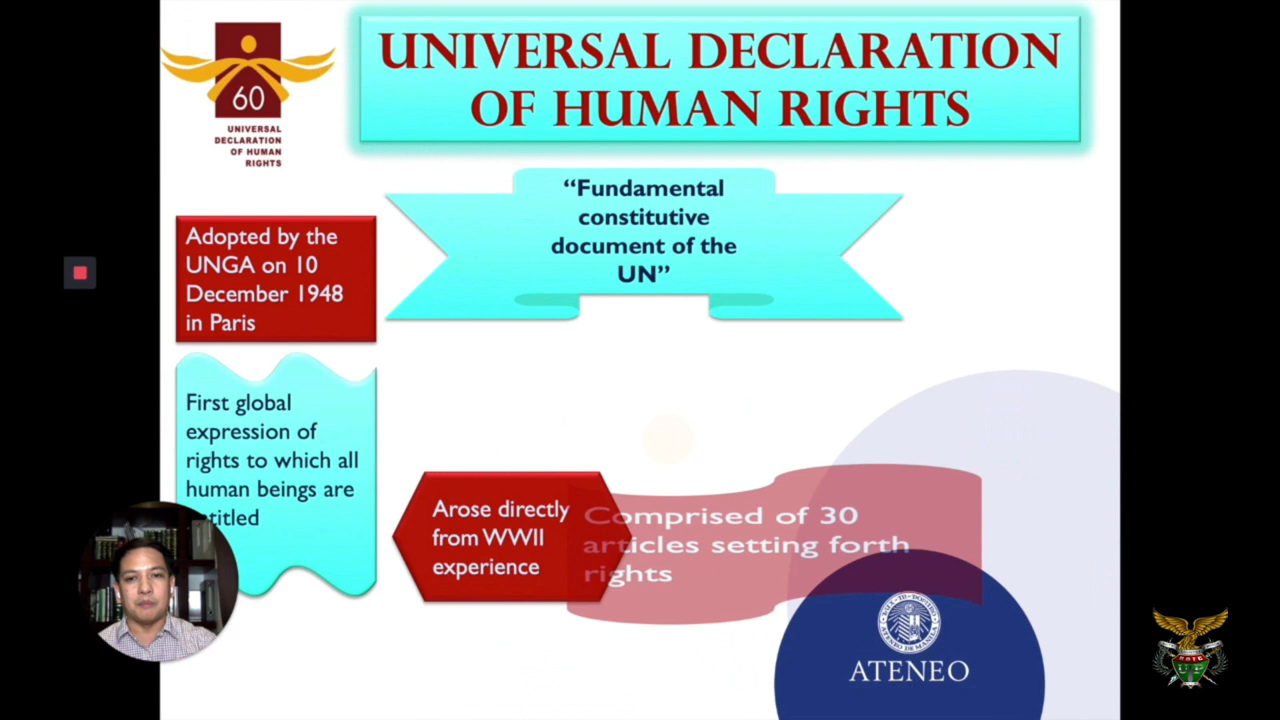 UNIVERSAL DECLARATION
OF HUMAN RIGHTS
60
UNIVERSAL
DECLARATION
OF HUMAN
RIGHTS
“Fundamental
constitutive
document of the
UN”
Adopted by the
UNGA on 10
December 1948
in Paris
First global
expression of
rights to which all
human beings are
titled
Arose directly
from WWII
experience
Comprised of 30
articles setting forth
rights
ATENEO